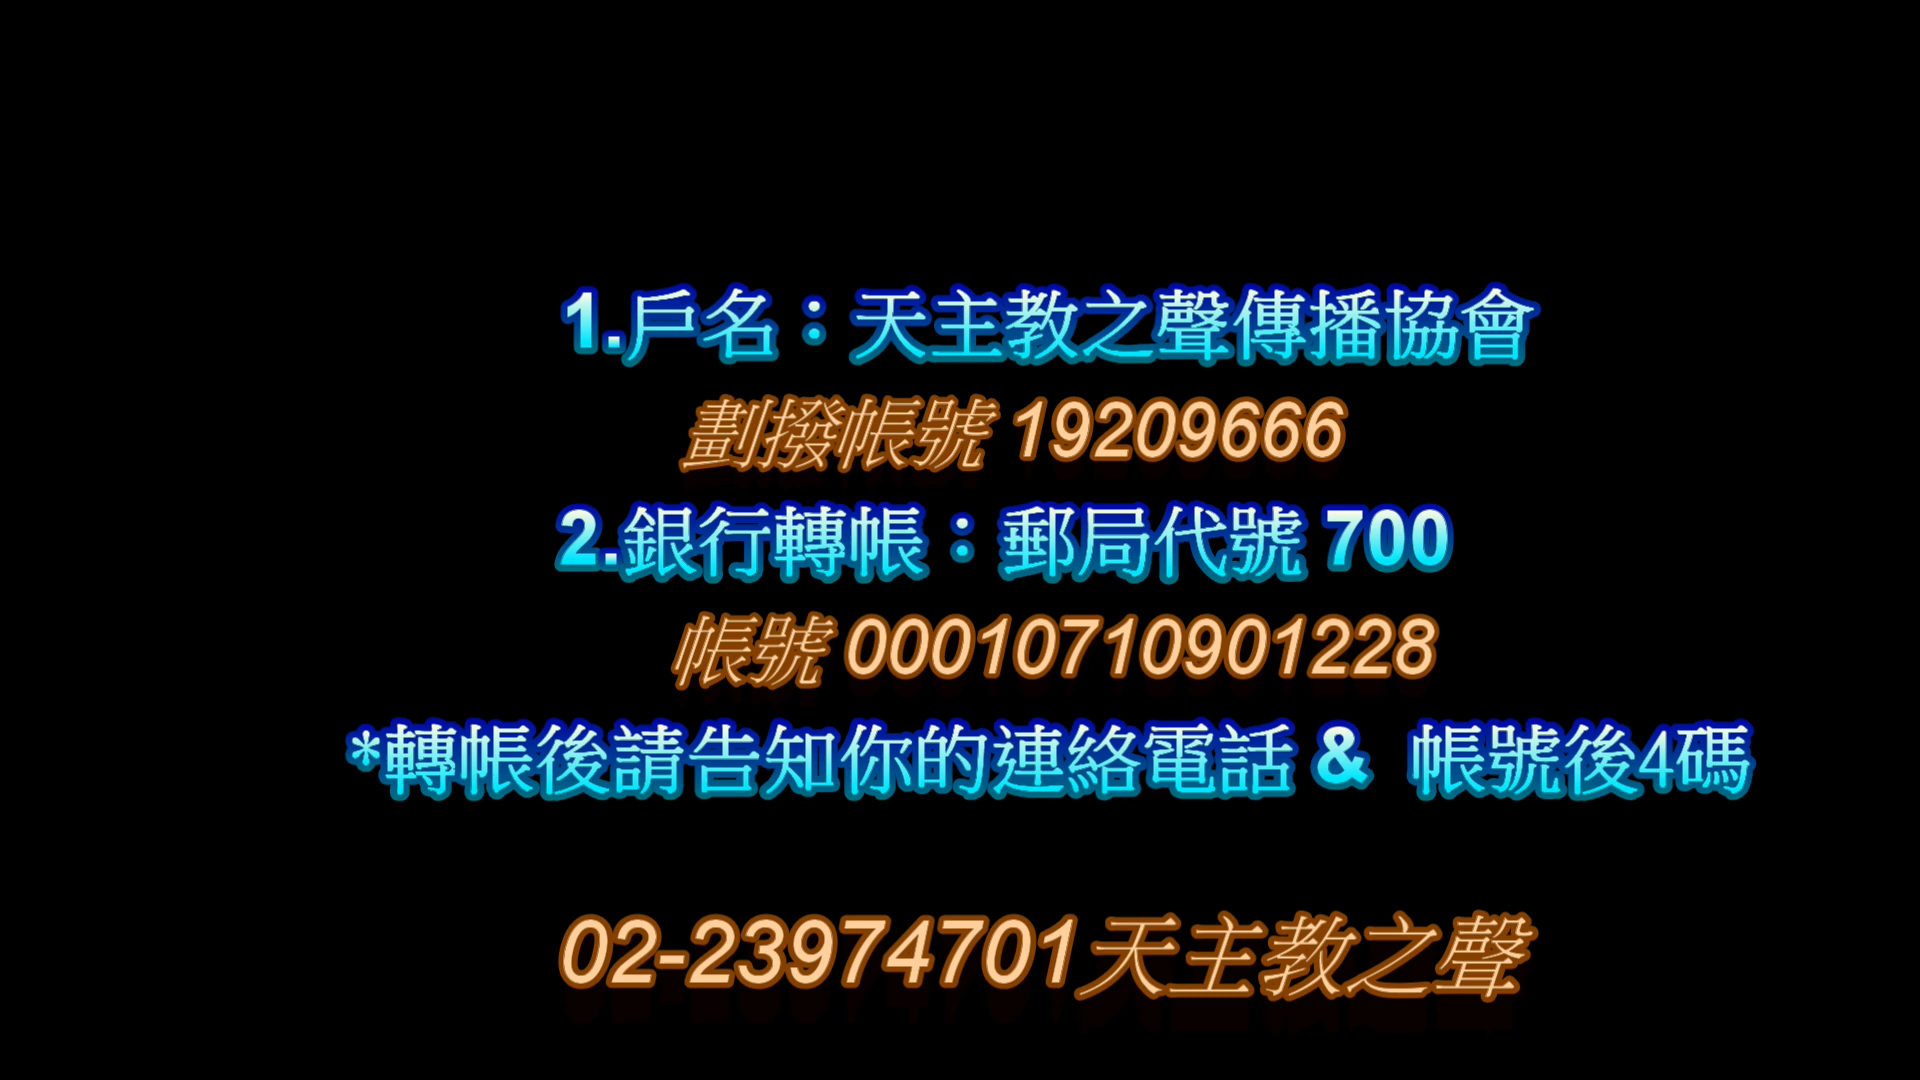 1.戶名：天主教之聲傳播協會
劃撥帳號 19209666
2.銀行轉帳：郵局代號 700
帳號 00010710901228
*轉帳後請告知你的連絡電話 & 帳號後4碼
02-23974701天主教之聲